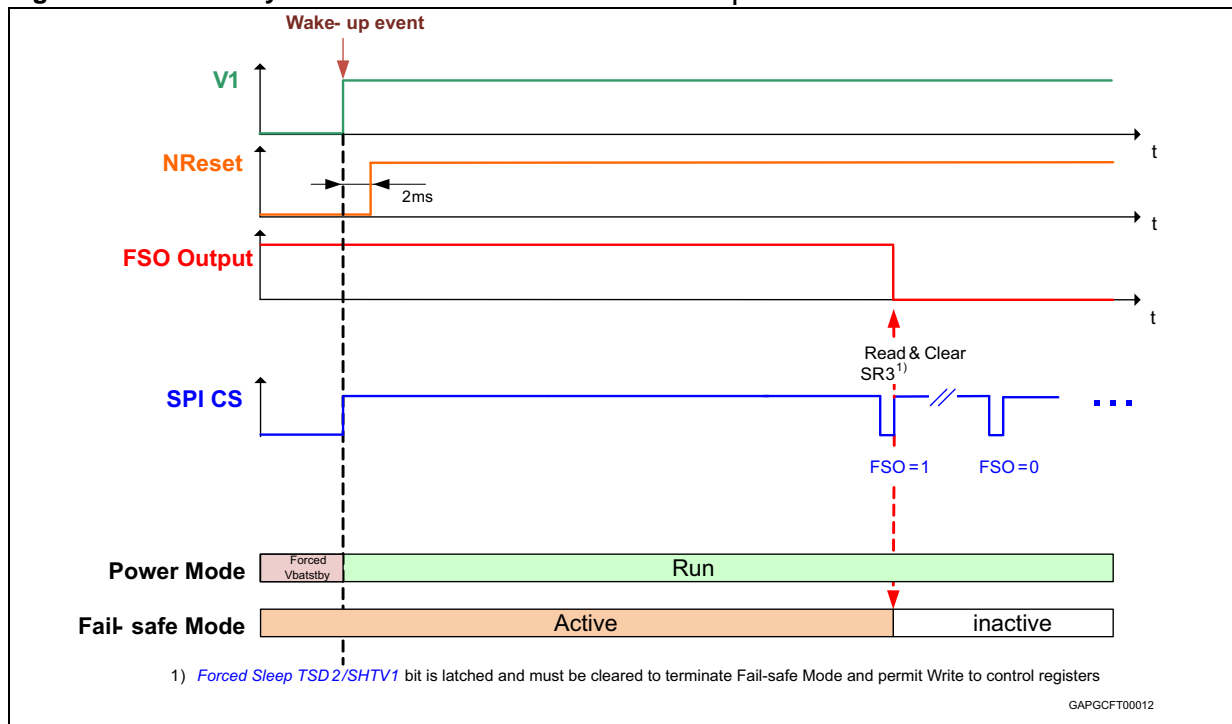 Wake- up event
V1
t
NReset
2ms
t
FSO Output
t
Read & Clear
SR3 1)
SPI CS
FSO=1 FSO=0
Forced
Vbatstby
Power Mode
Run
Fail- safe Mode
Active
inactive
1) Forced Sleep TSD2/SHTV1 bit is latched and must be cleared to terminate Fail-safe Mode and permit Write to control registers
GAPGCFT00012